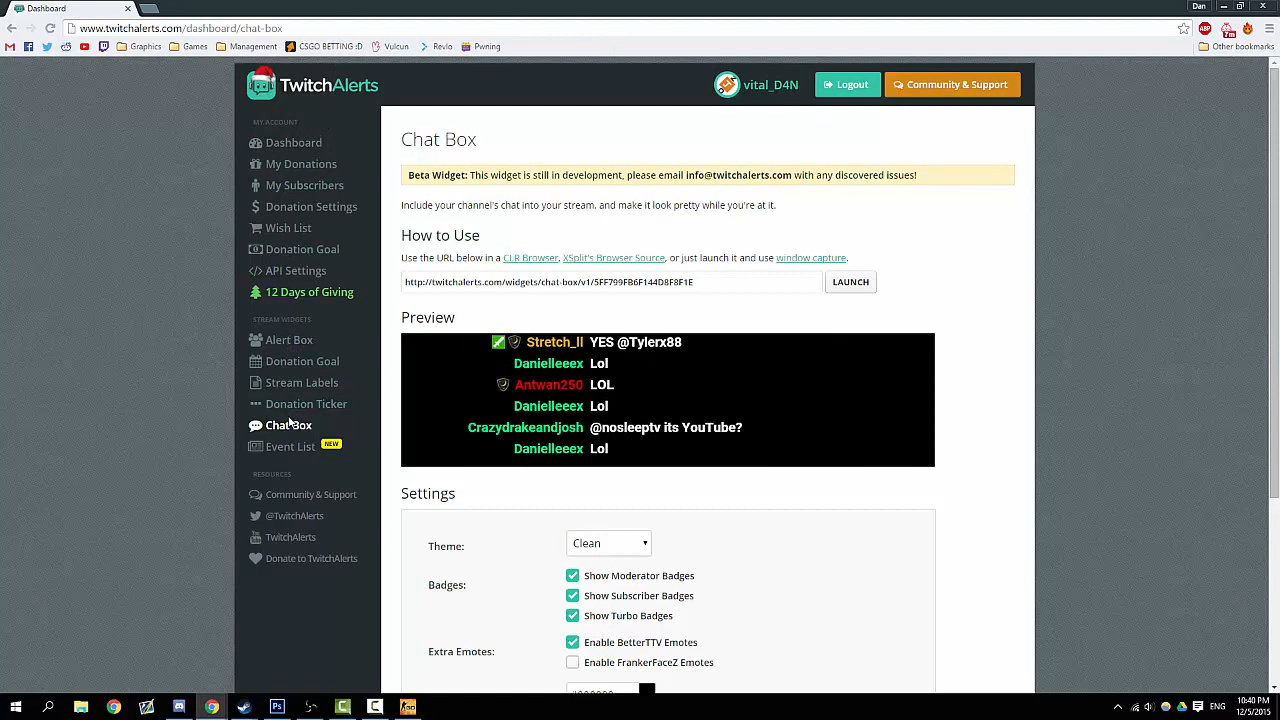 Dashboard
Dan
www.twitchalerts.com/dashboard/chat-box
Graphics
Games
Management
CSGO BETTING :D
Vulcun
Revlo
Pwning
Other bookmarks
TwitchAlerts
vital_D4N
Logout
Community & Support
MY ACCOUNT
Dashboard
My Donations
My Subscribers
Donation Settings
Wish List
Donation Goal
API Settings
12 Days of Giving
STREAM WIDGETS
Alert Box
Donation Goal
Stream Labels
Donation Ticker
Chat Box
Event List NEW
RESOURCES
Community & Support
@TwitchAlerts
TwitchAlerts
Donate to TwitchAlerts
Chat Box
Beta Widget: This widget is still in development, please email info@twitchalerts.com with any discovered issues!
Include your channel's chat into your stream, and make it look pretty while you're at it.
How to Use
Use the URL below in a CLR Browser, XSplit's Browser Source, or just launch it and use window capture.
http://twitchalerts.com/widgets/chat-box/v1/5FF799FB6F144D8F8F1E
LAUNCH
Preview
Stretch_ll YES @Tylerx88
Danielleeex Lol
Antwan250 LOL
Danielleeex Lol
Crazydrakeandjosh @nosleeptv its YouTube?
Danielleeex Lol
Settings
Theme: Clean
Badges:
Show Moderator Badges
Show Subscriber Badges
Show Turbo Badges
Extra Emotes:
Enable BetterTTV Emotes
Enable FrankerFaceZ Emotes
ENG
10:40 PM
12/5/2015